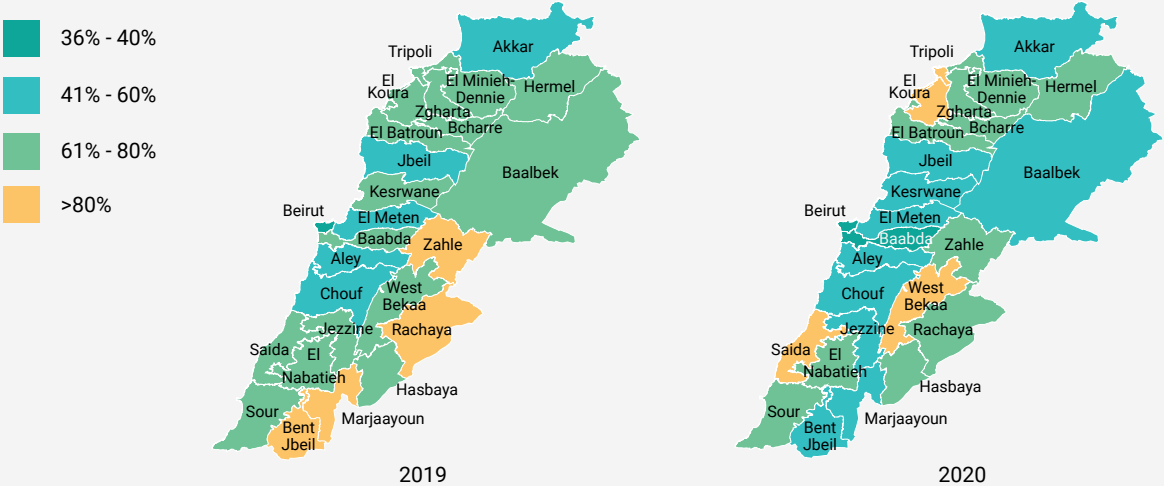 36% - 40%
41% - 60%
61% - 80%
>80%
Akkar
Tripoli
El
Koura
El Minieh-
Dennie
Hermel
Zgharta
El Batroun
Bcharre
Jbeil
Baalbek
Kesrwane
Beirut
El Meten
Baabda
Zahle
Aley
Chouf
West
Bekaa
Jezzine
Rachaya
Saida
El
Nabatieh
Hasbaya
Sour
Marjaayoun
Bent
Jbeil
2019
Akkar
Tripoli
El
Koura
El Minieh-
Dennie
Hermel
Zgharta
El Batroun
Bcharre
Jbeil
Baalbek
Kesrwane
Beirut
El Meten
Baabda
Zahle
Aley
Chouf
West
Bekaa
Jezzine
Rachaya
Saida
El
Nabatieh
Hasbaya
Sour
Marjaayoun
Bent
Jbeil
2020